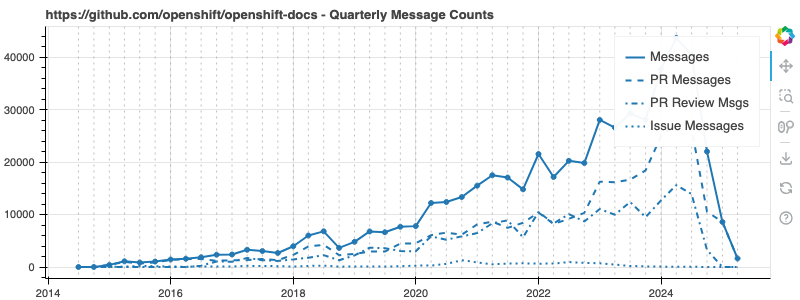 https://github.com/openshift/openshift-docs - Quarterly Message Counts
40000
30000
20000
10000
0
2014
2016
2018
2020
2022
2024
Messages
PR Messages
PR Review Msgs
Issue Messages